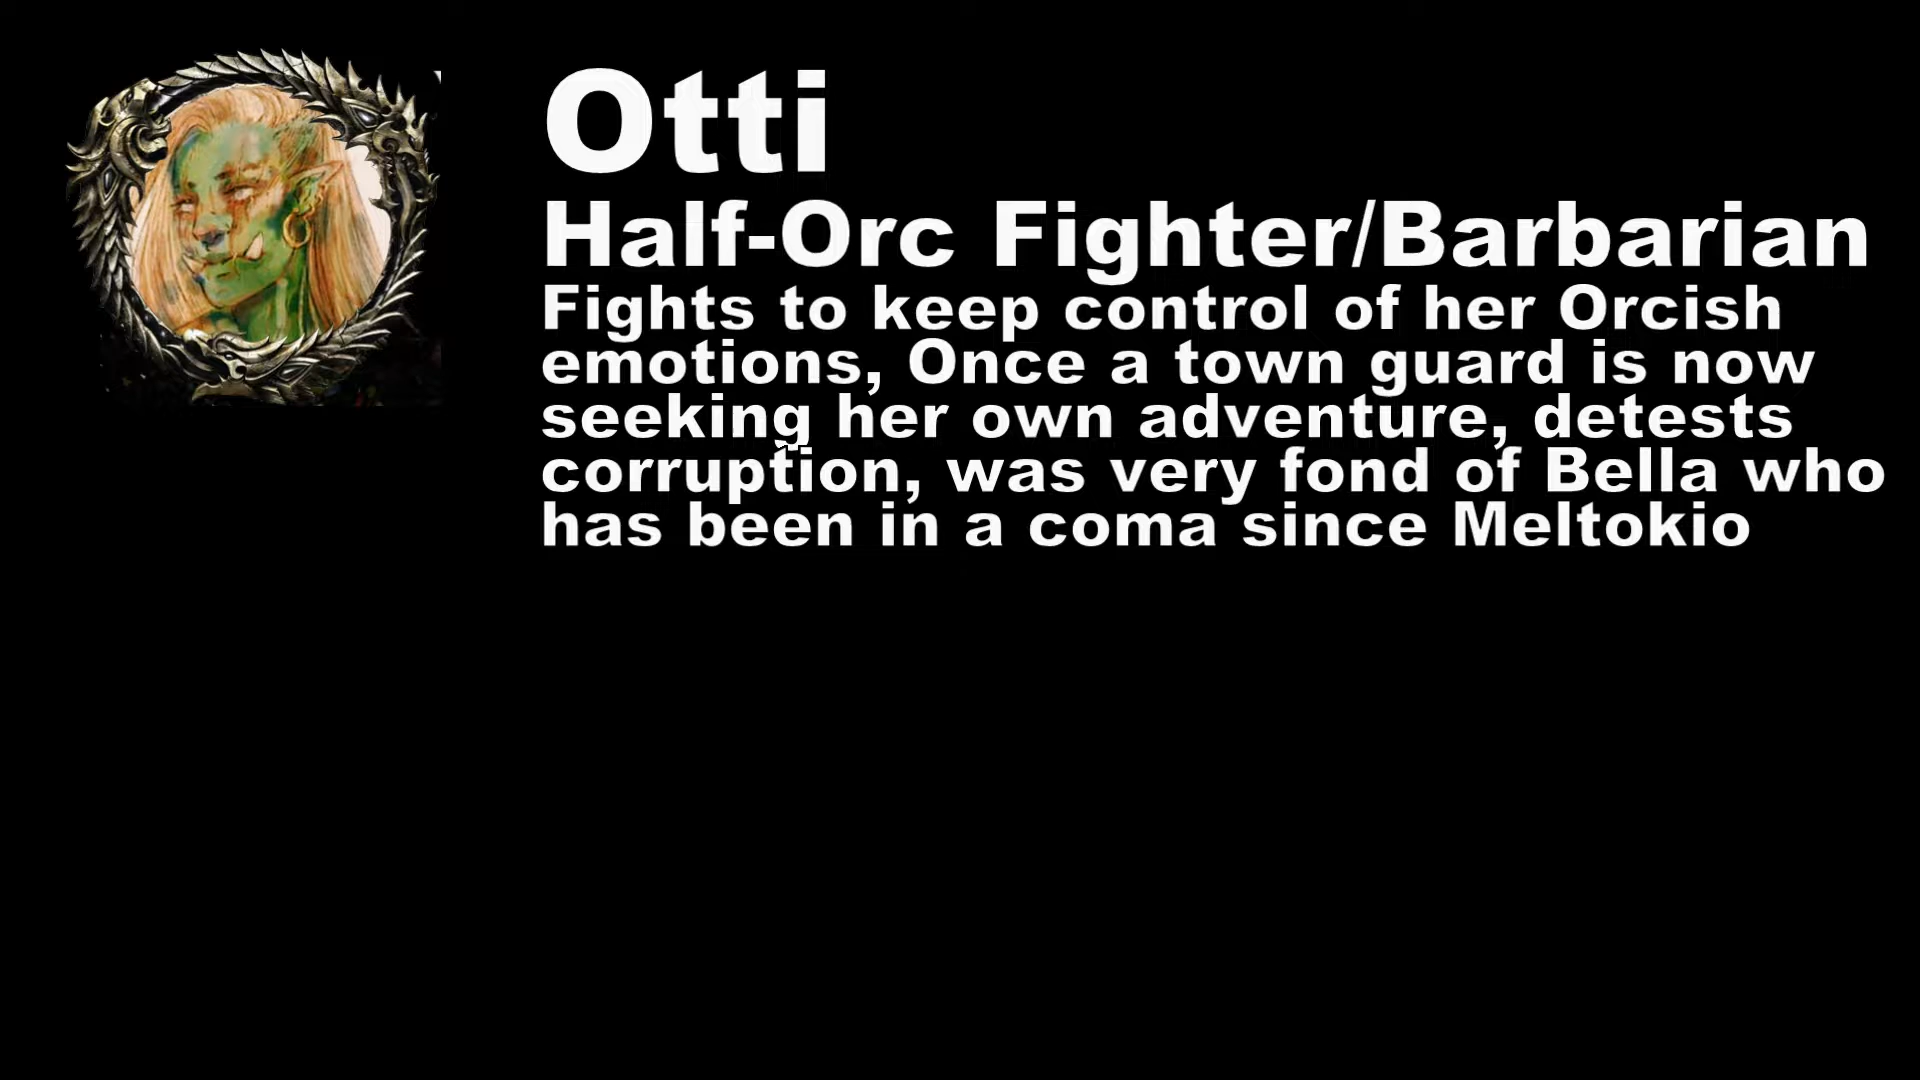 Otti
Half-Orc Fighter/Barbarian
Fights to keep control of her Orcish
emotions, Once a town guard is now
seeking her own adventure, detests
corruption, was very fond of Bella who
has been in a coma since Meltokio